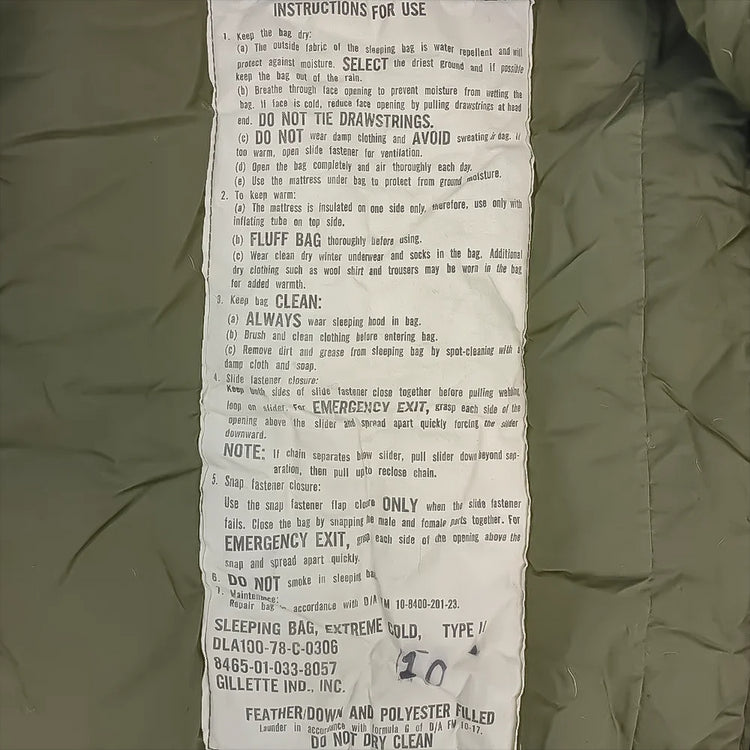 INSTRUCTIONS FOR USE
1. Keep the bag dry:
(a) The outside fabric of the sleeping bag is water repellent and will
protect against moisture. SELECT the driest ground and if possible
keep the bag out of the rain.
(b) Breathe through face opening to prevent moisture from wetting the
bag. If face is cold, reduce face opening by pulling drawstrings at head
end. DO NOT TIE DRAWSTRINGS.
(c) DO NOT wear damp clothing and AVOID sweating bag. If
too warm, open slide fastener for ventilation.
(d) Open the bag completely and air thoroughly each day.
(e) Use the mattress under bag to protect from ground moisture.
2. To keep warm:
(a) The mattress is insulated on one side only, therefore, use only with
inflating tube on top side.
(b) FLUFF BAG thoroughly before using.
(c) Wear clean dry winter underwear and socks in the bag. Additional
dry clothing such as wool shirt and trousers may be worn in the bag
for added warmth.
3. Keep bag CLEAN:
(a) ALWAYS wear sleeping hood in bag.
(b) Brush and clean clothing before entering bag.
(c) Remove dirt and grease from sleeping bag by spot-cleaning with a
damp cloth and soap.
4. Slide fastener closure:
Keep both sides of slide fastener close together before pulling webbing
loop on slider. For EMERGENCY EXIT, grasp each side of the
opening above the slider and spread apart quickly forcing the slider
downward.
NOTE: If chain separates blow slider, pull slider down beyond sep-
aration, then pull upto reclose chain.
5. Snap fastener closure:
Use the snap fastener flap ONLY when the slide fastener
fails. Close the bag by snapping the male and female parts together. For
EMERGENCY EXIT, grasp each side of the opening above the
snap and spread apart quickly.
6. DO NOT smoke in sleeping bag
7. Maintenance:
Repair bag in accordance with D/A TM 10-8400-201-23.
SLEEPING BAG, EXTREME COLD, TYPE II
DLA100-78-C-0306
8465-01-033-8057
GILLETTE IND., INC.
10
FEATHER/DOWN AND POLYESTER FILLED
Launder in accordance with formula G of D/A FM 10-17.
DO NOT DRY CLEAN